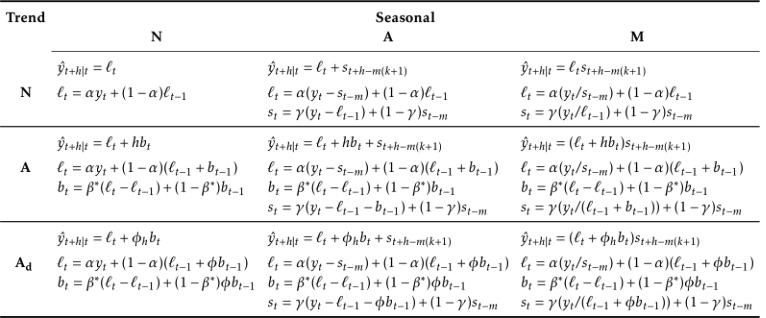 Trend Seasonal
N A M
ŷₜ₊ₕ|ₜ = ℓₜ ŷₜ₊ₕ|ₜ = ℓₜ + sₜ₊ₕ₋ₘ₍ₖ₊₁₎ ŷₜ₊ₕ|ₜ = ℓₜsₜ₊ₕ₋ₘ₍ₖ₊₁₎
N ℓₜ = αyₜ + (1 − α)ℓₜ₋₁ ℓₜ = α(yₜ − sₜ₋ₘ) + (1 − α)ℓₜ₋₁ ℓₜ = α(yₜ/sₜ₋ₘ) + (1 − α)ℓₜ₋₁
sₜ = γ(yₜ − ℓₜ₋₁) + (1 − γ)sₜ₋ₘ sₜ = γ(yₜ/ℓₜ₋₁) + (1 − γ)sₜ₋ₘ
ŷₜ₊ₕ|ₜ = ℓₜ + hbₜ ŷₜ₊ₕ|ₜ = ℓₜ + hbₜ + sₜ₊ₕ₋ₘ₍ₖ₊₁₎ ŷₜ₊ₕ|ₜ = (ℓₜ + hbₜ)sₜ₊ₕ₋ₘ₍ₖ₊₁₎
A ℓₜ = αyₜ + (1 − α)(ℓₜ₋₁ + bₜ₋₁) ℓₜ = α(yₜ − sₜ₋ₘ) + (1 − α)(ℓₜ₋₁ + bₜ₋₁) ℓₜ = α(yₜ/sₜ₋ₘ) + (1 − α)(ℓₜ₋₁ + bₜ₋₁)
bₜ = β*(ℓₜ − ℓₜ₋₁) + (1 − β*)bₜ₋₁ bₜ = β*(ℓₜ − ℓₜ₋₁) + (1 − β*)bₜ₋₁ bₜ = β*(ℓₜ − ℓₜ₋₁) + (1 − β*)bₜ₋₁
sₜ = γ(yₜ − ℓₜ₋₁ − bₜ₋₁) + (1 − γ)sₜ₋ₘ sₜ = γ(yₜ/(ℓₜ₋₁ + bₜ₋₁)) + (1 − γ)sₜ₋ₘ
ŷₜ₊ₕ|ₜ = ℓₜ + ϕₕbₜ ŷₜ₊ₕ|ₜ = ℓₜ + ϕₕbₜ + sₜ₊ₕ₋ₘ₍ₖ₊₁₎ ŷₜ₊ₕ|ₜ = (ℓₜ + ϕₕbₜ)sₜ₊ₕ₋ₘ₍ₖ₊₁₎
A_d ℓₜ = αyₜ + (1 − α)(ℓₜ₋₁ + ϕbₜ₋₁) ℓₜ = α(yₜ − sₜ₋ₘ) + (1 − α)(ℓₜ₋₁ + ϕbₜ₋₁) ℓₜ = α(yₜ/sₜ₋ₘ) + (1 − α)(ℓₜ₋₁ + ϕbₜ₋₁)
bₜ = β*(ℓₜ − ℓₜ₋₁) + (1 − β*)ϕbₜ₋₁ bₜ = β*(ℓₜ − ℓₜ₋₁) + (1 − β*)ϕbₜ₋₁ bₜ = β*(ℓₜ − ℓₜ₋₁) + (1 − β*)ϕbₜ₋₁
sₜ = γ(yₜ − ℓₜ₋₁ − ϕbₜ₋₁) + (1 − γ)sₜ₋ₘ sₜ = γ(yₜ/(ℓₜ₋₁ + ϕbₜ₋₁)) + (1 − γ)sₜ₋ₘ